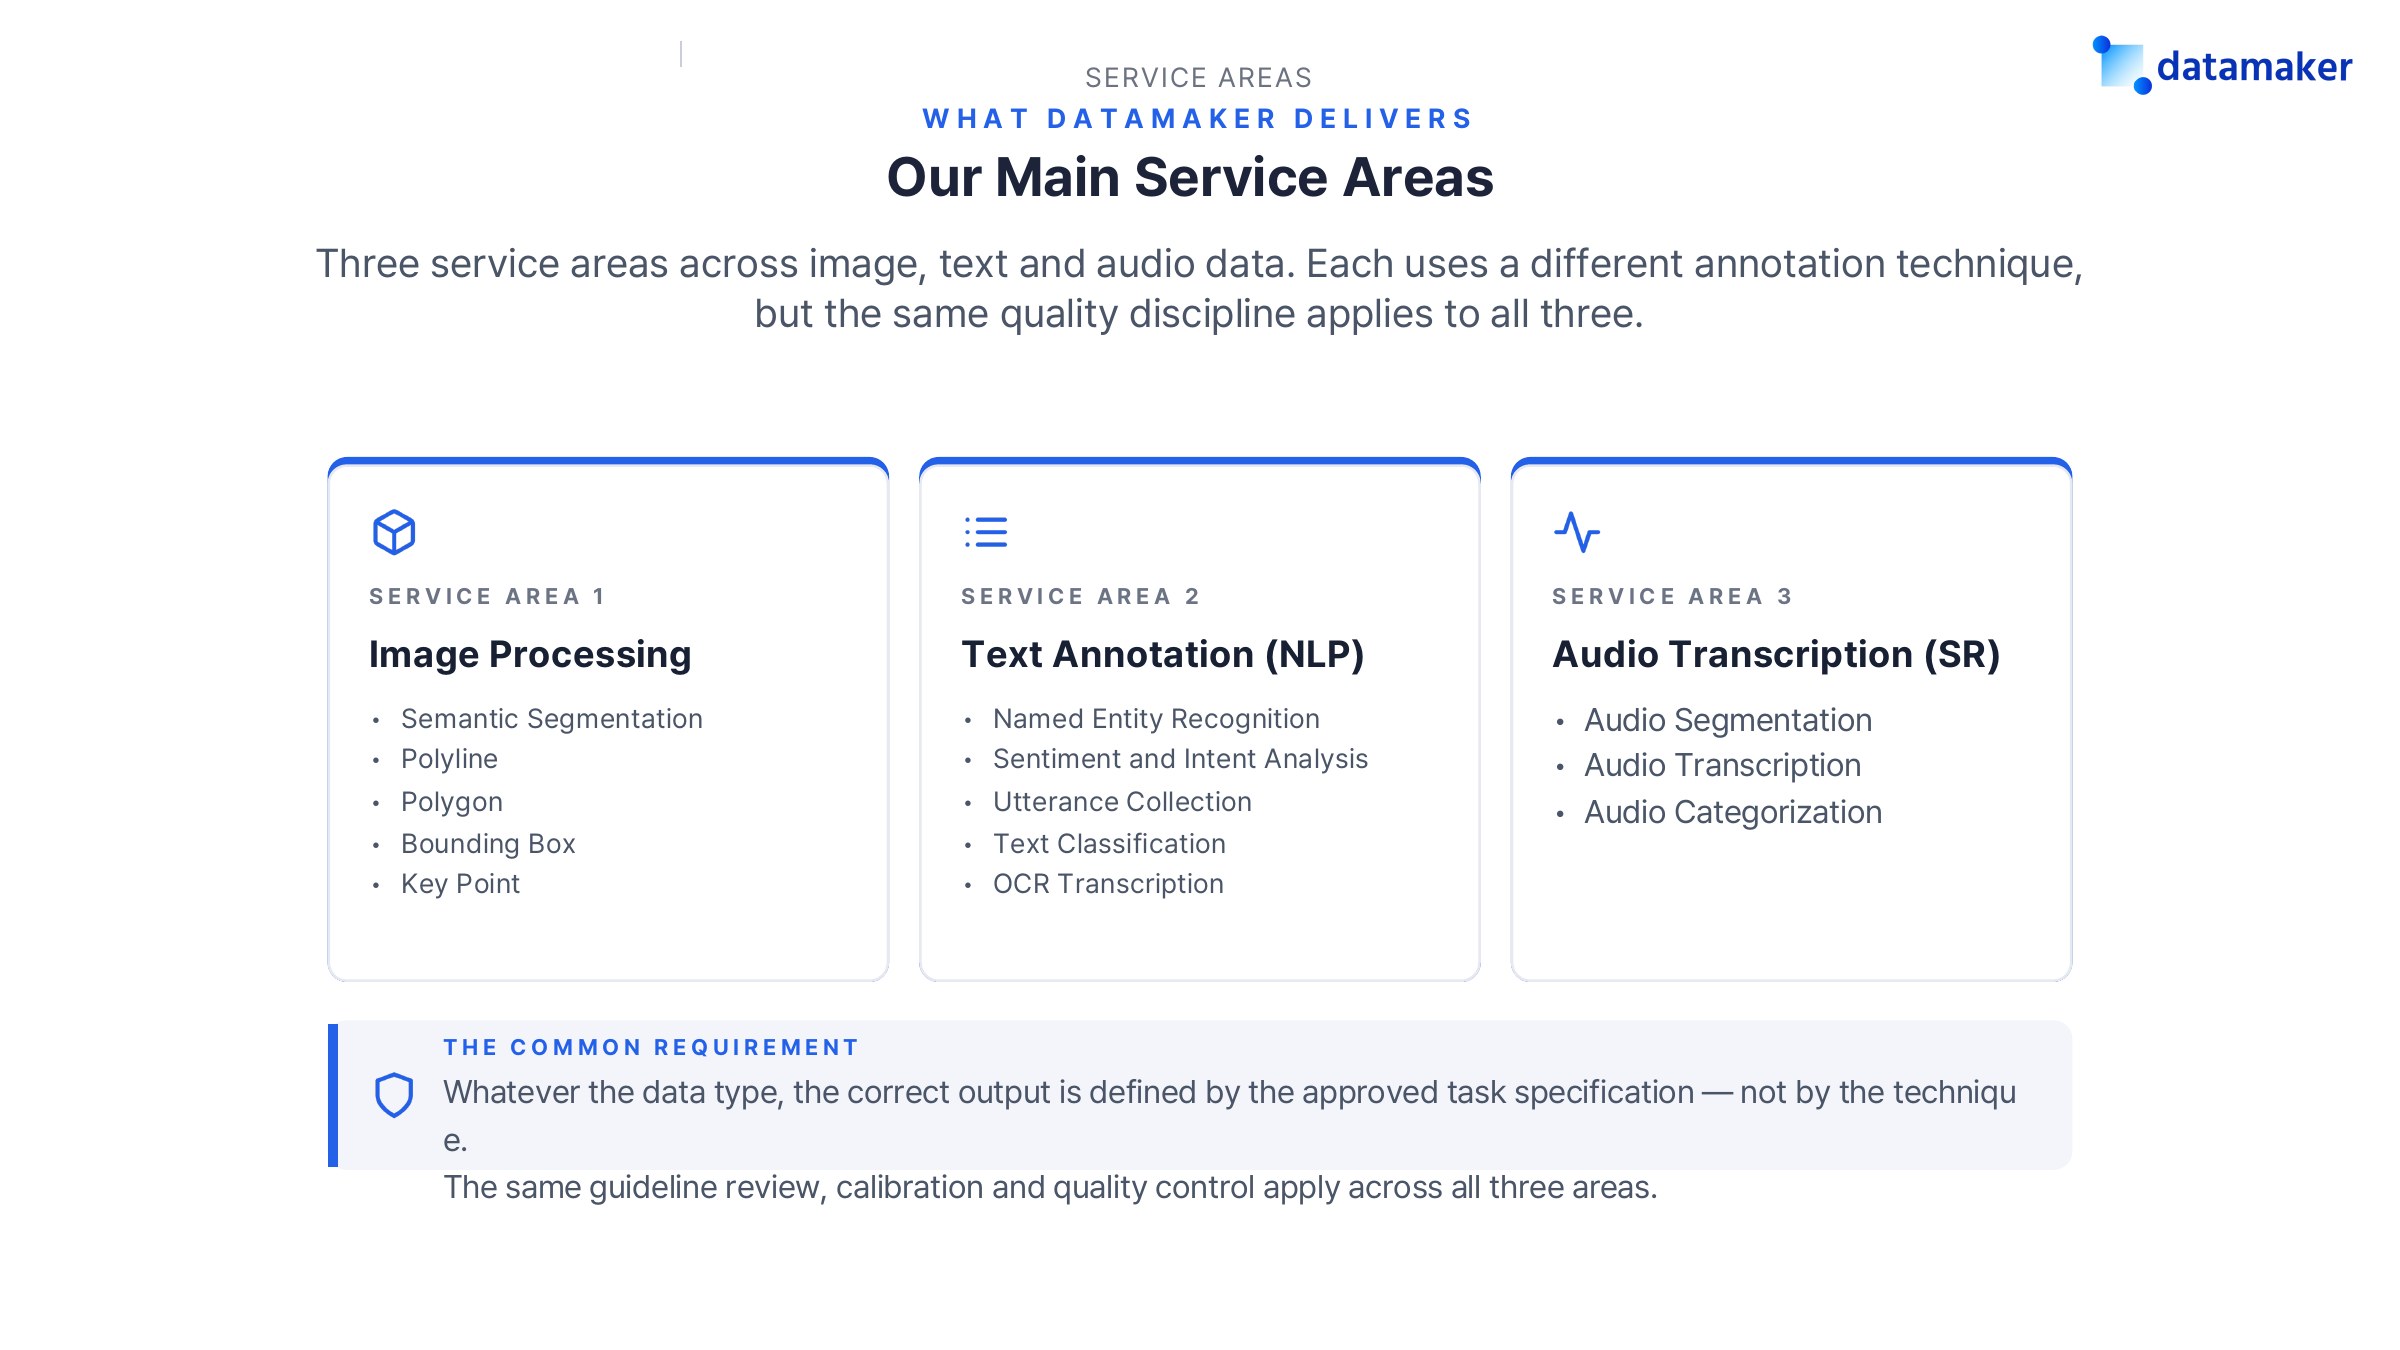 SERVICE AREAS
datamaker
WHAT DATAMAKER DELIVERS
Our Main Service Areas
Three service areas across image, text and audio data. Each uses a different annotation technique,
but the same quality discipline applies to all three.
SERVICE AREA 1
Image Processing
• Semantic Segmentation
• Polyline
• Polygon
• Bounding Box
• Key Point
SERVICE AREA 2
Text Annotation (NLP)
• Named Entity Recognition
• Sentiment and Intent Analysis
• Utterance Collection
• Text Classification
• OCR Transcription
SERVICE AREA 3
Audio Transcription (SR)
• Audio Segmentation
• Audio Transcription
• Audio Categorization
THE COMMON REQUIREMENT
Whatever the data type, the correct output is defined by the approved task specification — not by the techniqu
e.
The same guideline review, calibration and quality control apply across all three areas.